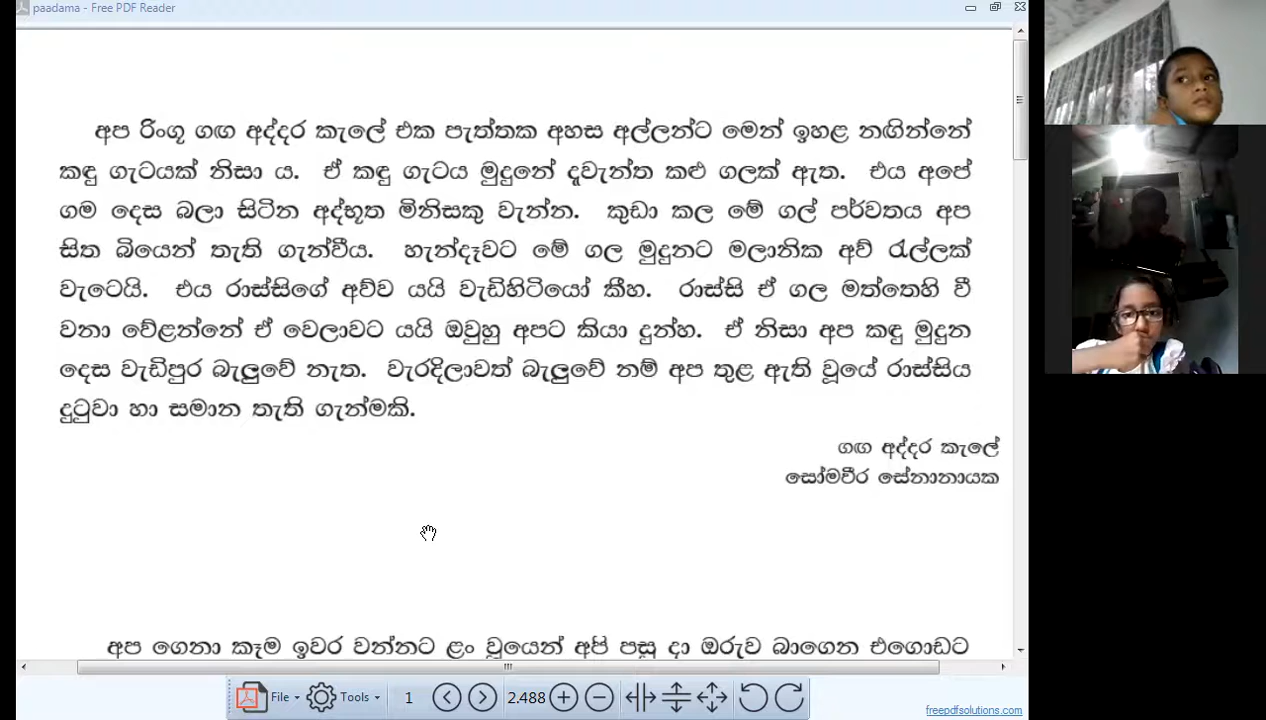 paadama - Free PDF Reader
අප රිංගූ ගඟ අද්දර කැලේ එක පැත්තක අහස අල්ලන්ට මෙන් ඉහළ නඟින්නේ
කඳු ගැටයක් නිසා ය. ඒ කඳු ගැටය මුදුනේ දැවැන්ත කළු ගලක් ඇත. එය අපේ
ගම දෙස බලා සිටින අද්භූත මිනිසකු වැන්න. කුඩා කල මේ ගල් පර්වතය අප
සිත බියෙන් තැති ගැන්වීය. හැන්දෑවට මේ ගල මුදුනට මලානික අව් රැල්ලක්
වැටෙයි. එය රාස්සිගේ අව්ව යයි වැඩිහිටියෝ කීහ. රාස්සි ඒ ගල මත්තෙහි වී
වනා වේළන්නේ ඒ වෙලාවට යයි ඔවුහු අපට කියා දුන්හ. ඒ නිසා අප කඳු මුදුන
දෙස වැඩිපුර බැලුවේ නැත. වැරදිලාවත් බැලුවේ නම් අප තුළ ඇති වූයේ රාස්සිය
දුටුවා හා සමාන තැති ගැන්මකි.
ගඟ අද්දර කැලේ
සෝමවීර සේනානායක
අප ගෙනා කෑම ඉවර වන්නට ළං වූයෙන් අපි පසු දා ඔරුව බාගෙන එගොඩට
File Tools 1 2.488
freepdfsolutions.com